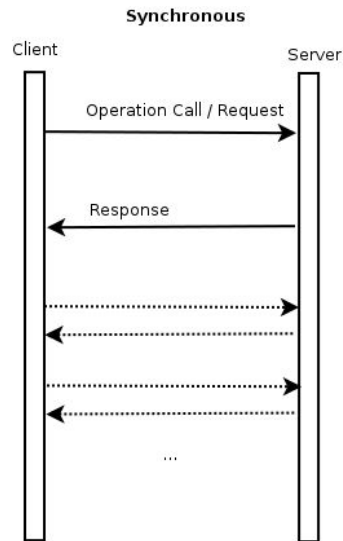 Synchronous
Client
Server
Operation Call / Request
Response
...